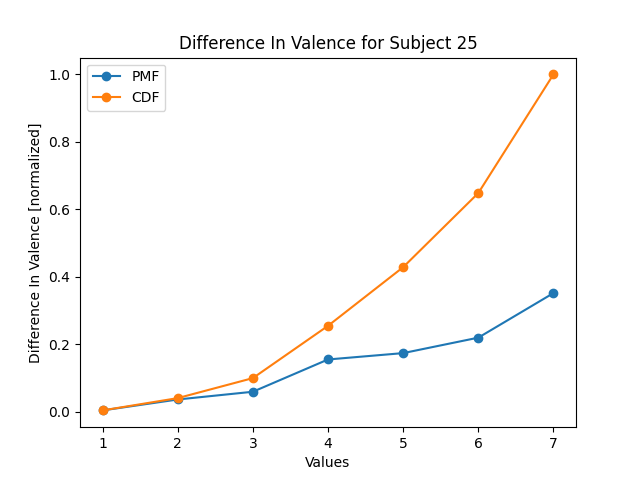 Difference In Valence for Subject 25
PMF
CDF
Difference In Valence [normalized]
1.0
0.8
0.6
0.4
0.2
0.0
1 2 3 4 5 6 7
Values